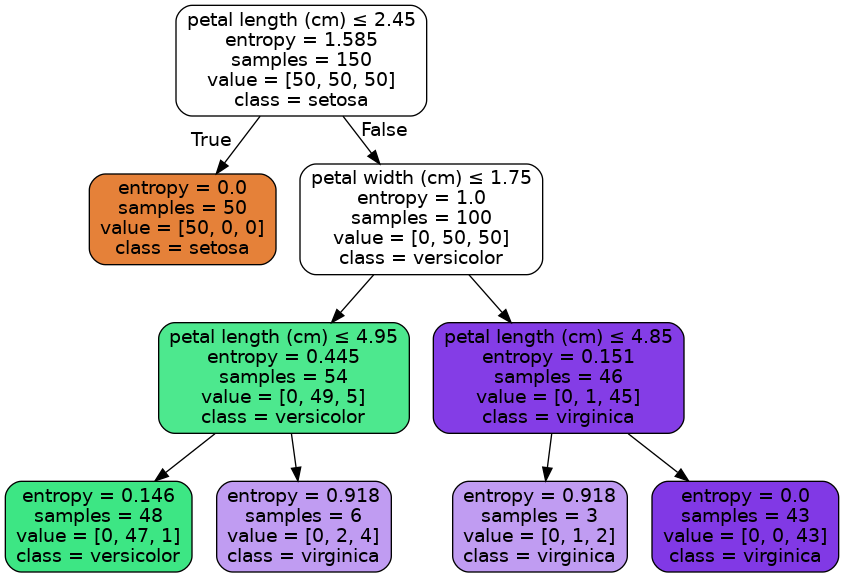 petal length (cm) ≤ 2.45
entropy = 1.585
samples = 150
value = [50, 50, 50]
class = setosa
True
False
entropy = 0.0
samples = 50
value = [50, 0, 0]
class = setosa
petal width (cm) ≤ 1.75
entropy = 1.0
samples = 100
value = [0, 50, 50]
class = versicolor
petal length (cm) ≤ 4.95
entropy = 0.445
samples = 54
value = [0, 49, 5]
class = versicolor
petal length (cm) ≤ 4.85
entropy = 0.151
samples = 46
value = [0, 1, 45]
class = virginica
entropy = 0.146
samples = 48
value = [0, 47, 1]
class = versicolor
entropy = 0.918
samples = 6
value = [0, 2, 4]
class = virginica
entropy = 0.918
samples = 3
value = [0, 1, 2]
class = virginica
entropy = 0.0
samples = 43
value = [0, 0, 43]
class = virginica